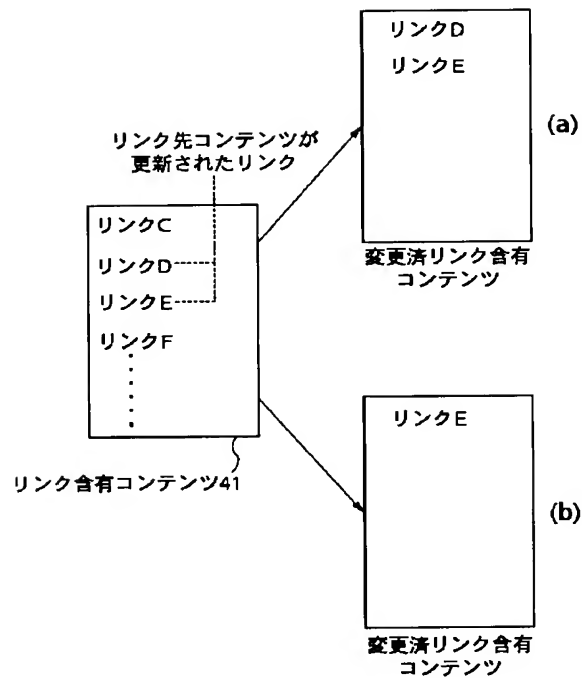 リンクD
リンクE
(a)
変更済リンク含有
コンテンツ
リンク先コンテンツが
更新されたリンク
リンクC
リンクD
リンクE
リンクF
リンク含有コンテンツ41
リンクE
(b)
変更済リンク含有
コンテンツ